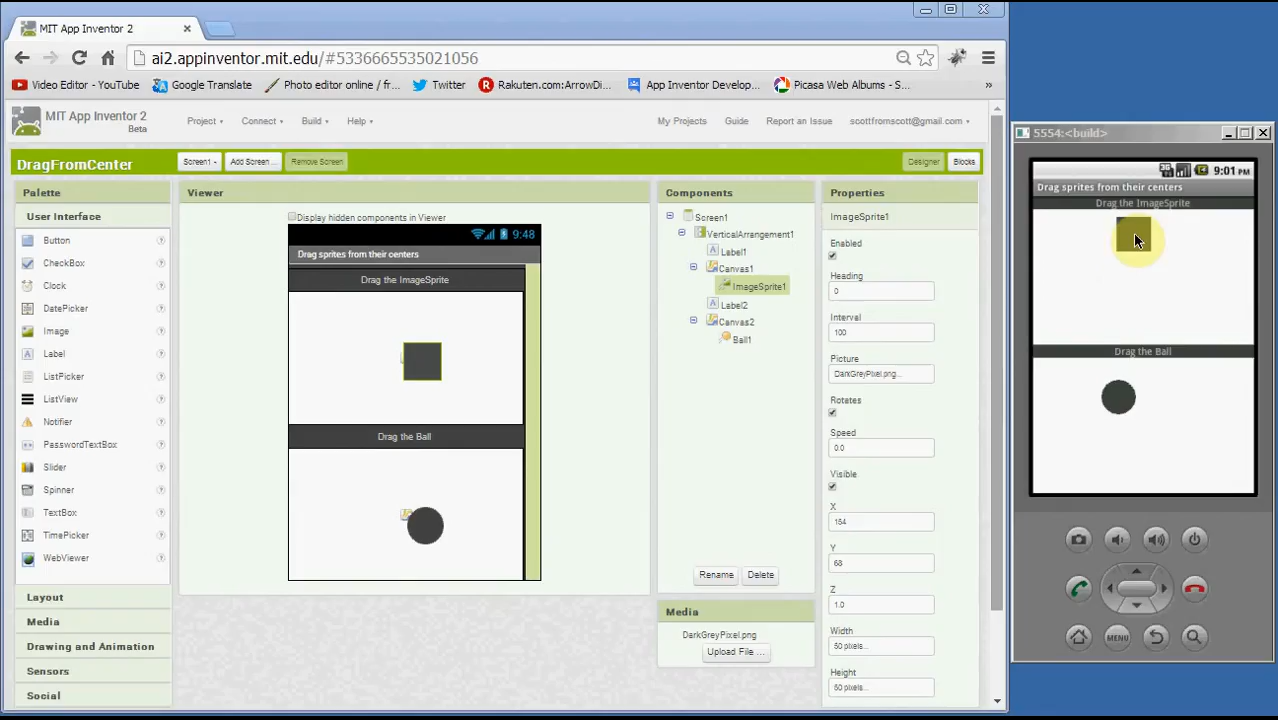 MIT App Inventor 2
ai2.appinventor.mit.edu/#5336665535021056
Video Editor - YouTube
Google Translate
Photo editor online / fr...
Twitter
Rakuten.com:ArrowDi...
App Inventor Develop...
Picasa Web Albums - S...
»
MIT App Inventor 2
Beta
Project
Connect
Build
Help
My Projects
Guide
Report an Issue
scottfromscott@gmail.com
DragFromCenter
Screen1
Add Screen ...
Remove Screen
Designer
Blocks
Palette
User Interface
Button
CheckBox
Clock
DatePicker
Image
Label
ListPicker
ListView
Notifier
PasswordTextBox
Slider
Spinner
TextBox
TimePicker
WebViewer
Layout
Media
Drawing and Animation
Sensors
Social
Viewer
Display hidden components in Viewer
9:48
Drag sprites from their centers
Drag the ImageSprite
Drag the Ball
Components
Screen1
VerticalArrangement1
Label1
Canvas1
ImageSprite1
Label2
Canvas2
Ball1
Rename
Delete
Media
DarkGreyPixel.png
Upload File ...
Properties
ImageSprite1
Enabled
Heading
0
Interval
100
Picture
DarkGreyPixel.png...
Rotates
Speed
0.0
Visible
X
154
Y
68
Z
1.0
Width
50 pixels...
Height
50 pixels...
5554:<build>
3G
9:01 PM
Drag sprites from their centers
Drag the ImageSprite
Drag the Ball
MENU